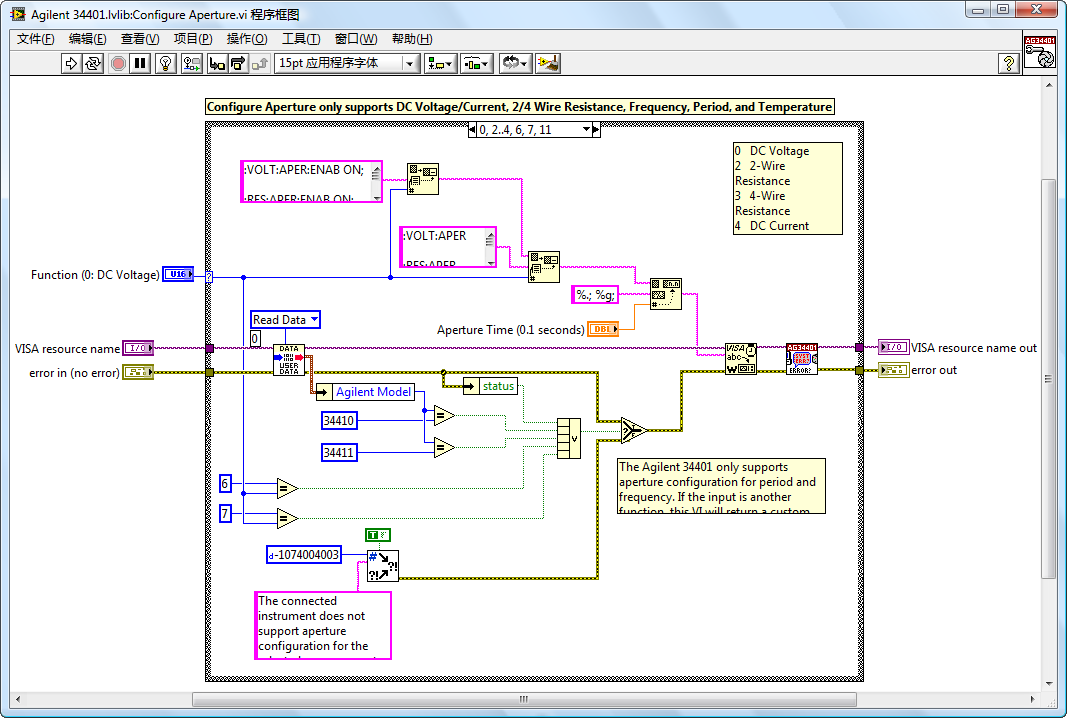 Agilent 34401.lvlib:Configure Aperture.vi 程序框图
文件(F) 编辑(E) 查看(V) 项目(P) 操作(O) 工具(T) 窗口(W) 帮助(H)
15pt 应用程序字体
?
AG34401
Configure Aperture only supports DC Voltage/Current, 2/4 Wire Resistance, Frequency, Period, and Temperature
0, 2..4, 6, 7, 11
:VOLT:APER:ENAB ON;
:RES:APER:ENAB ON;
0 DC Voltage
2 2-Wire
Resistance
3 4-Wire
Resistance
4 DC Current
:VOLT:APER
:RES:APER
Function (0: DC Voltage)
U16
%.; %g;
Aperture Time (0.1 seconds)
DBL
Read Data
0
VISA resource name
I/O
DATA
USER
DATA
VISA
abc
W
AG34401
SYST
ERR?
ERROR?
I/O
VISA resource name out
error in (no error)
error out
status
Agilent Model
34410
34411
V
6
7
The Agilent 34401 only supports
aperture configuration for period and
frequency. If the input is another
function, this VI will return a custom
T F
d -1074004003
#
?!
?!
The connected
instrument does not
support aperture
configuration for the